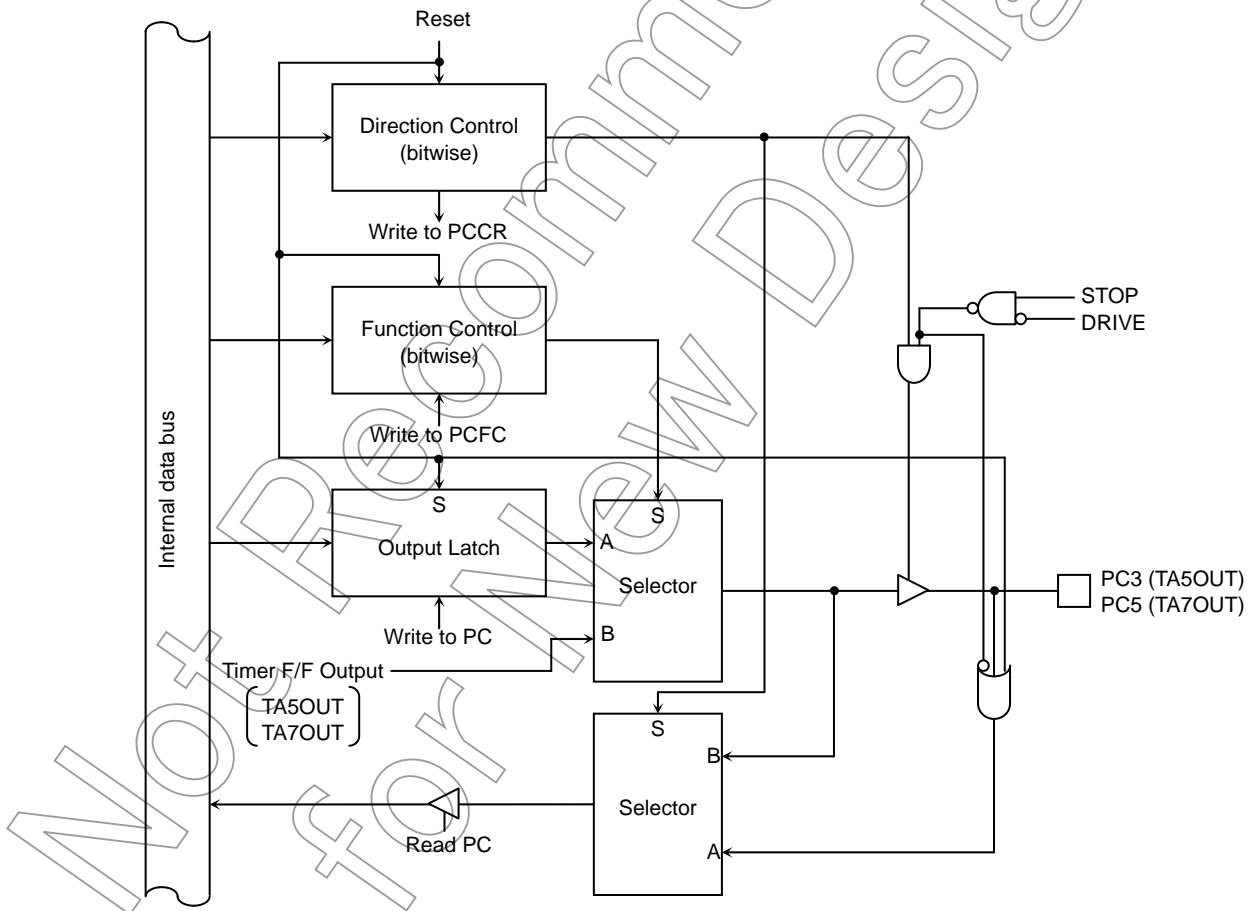 Reset
Direction Control
(bitwise)
Write to PCCR
Function Control
(bitwise)
STOP
DRIVE
Write to PCFC
Internal data bus
S
Output Latch
S
A
Selector
B
PC3 (TA5OUT)
PC5 (TA7OUT)
Write to PC
Timer F/F Output
TA5OUT
TA7OUT
S
B
Selector
A
Read PC
Not Recomme
for New Desig